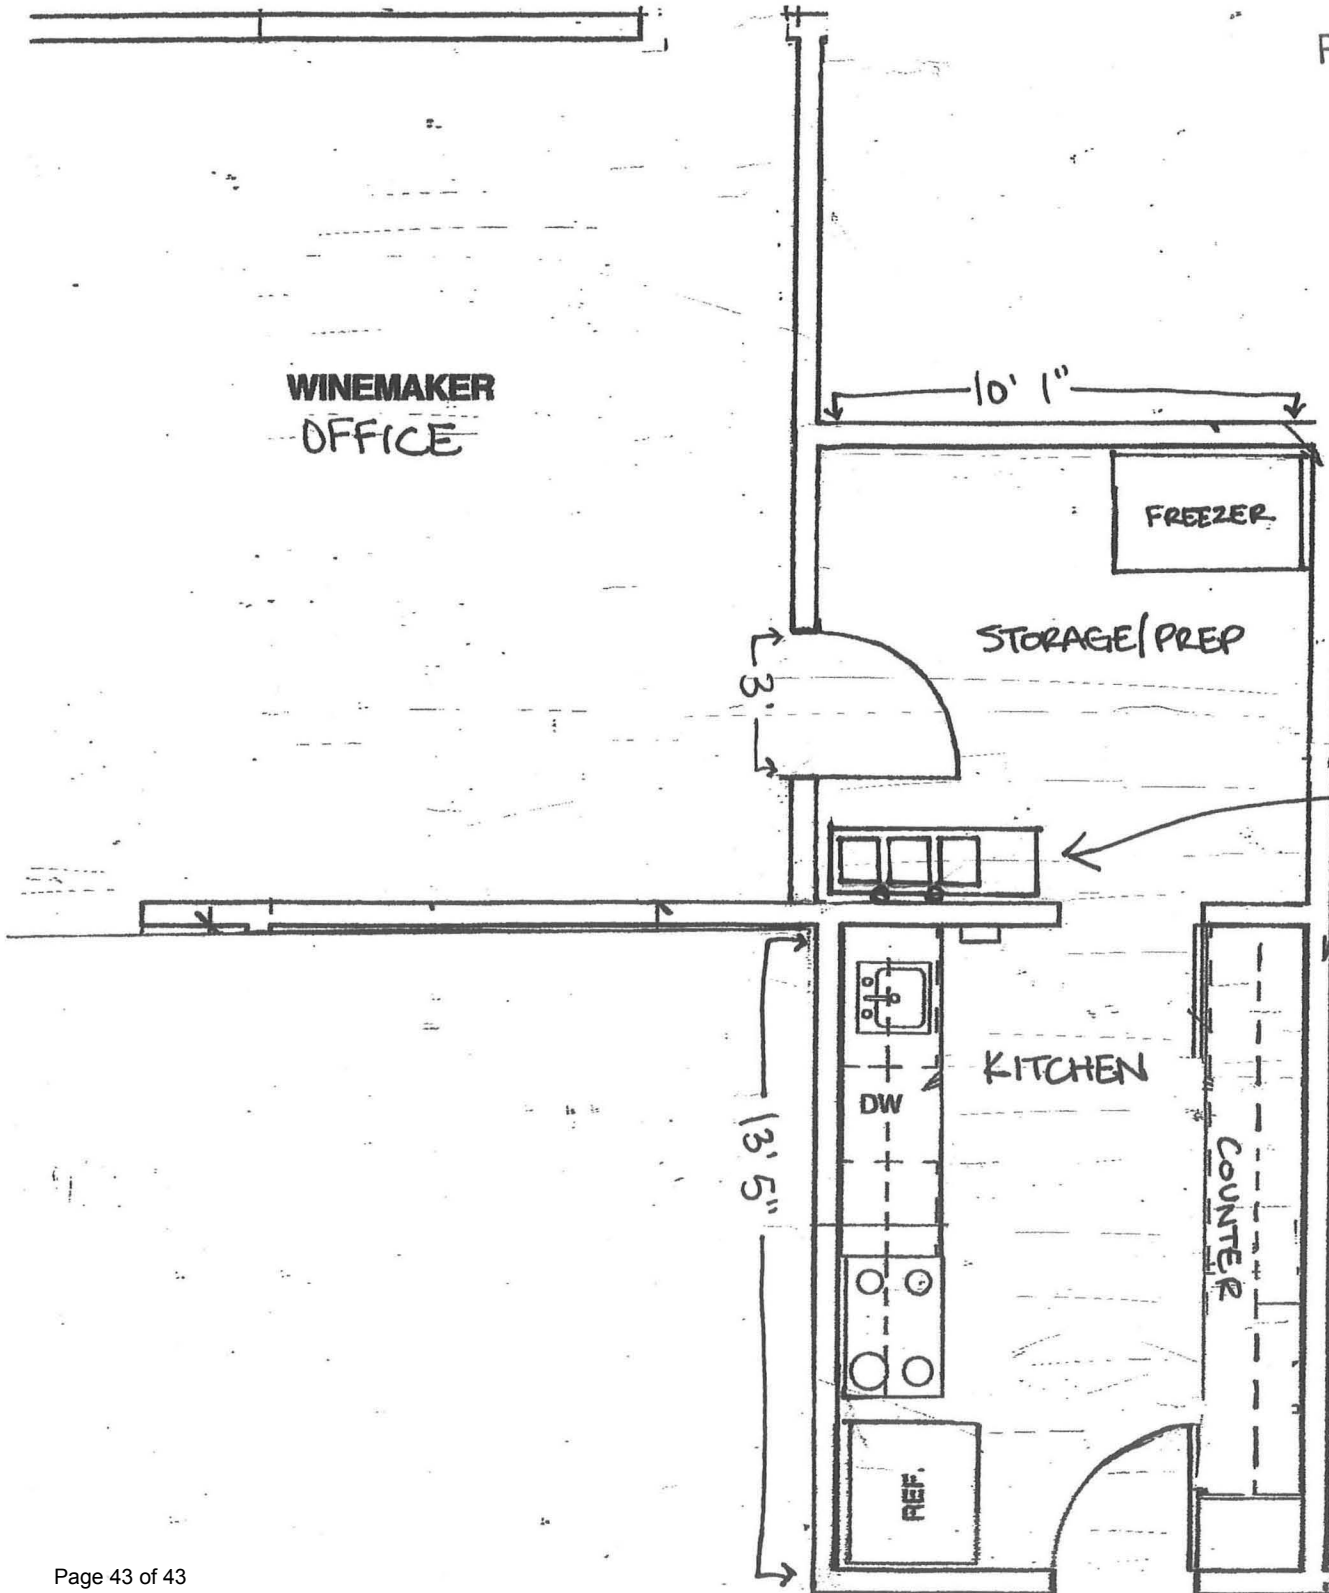 10' 1"
WINEMAKER
OFFICE
FREEZER
STORAGE/PREP
3'
KITCHEN
DW
13' 5"
COUNTER
REF.
Page 43 of 43